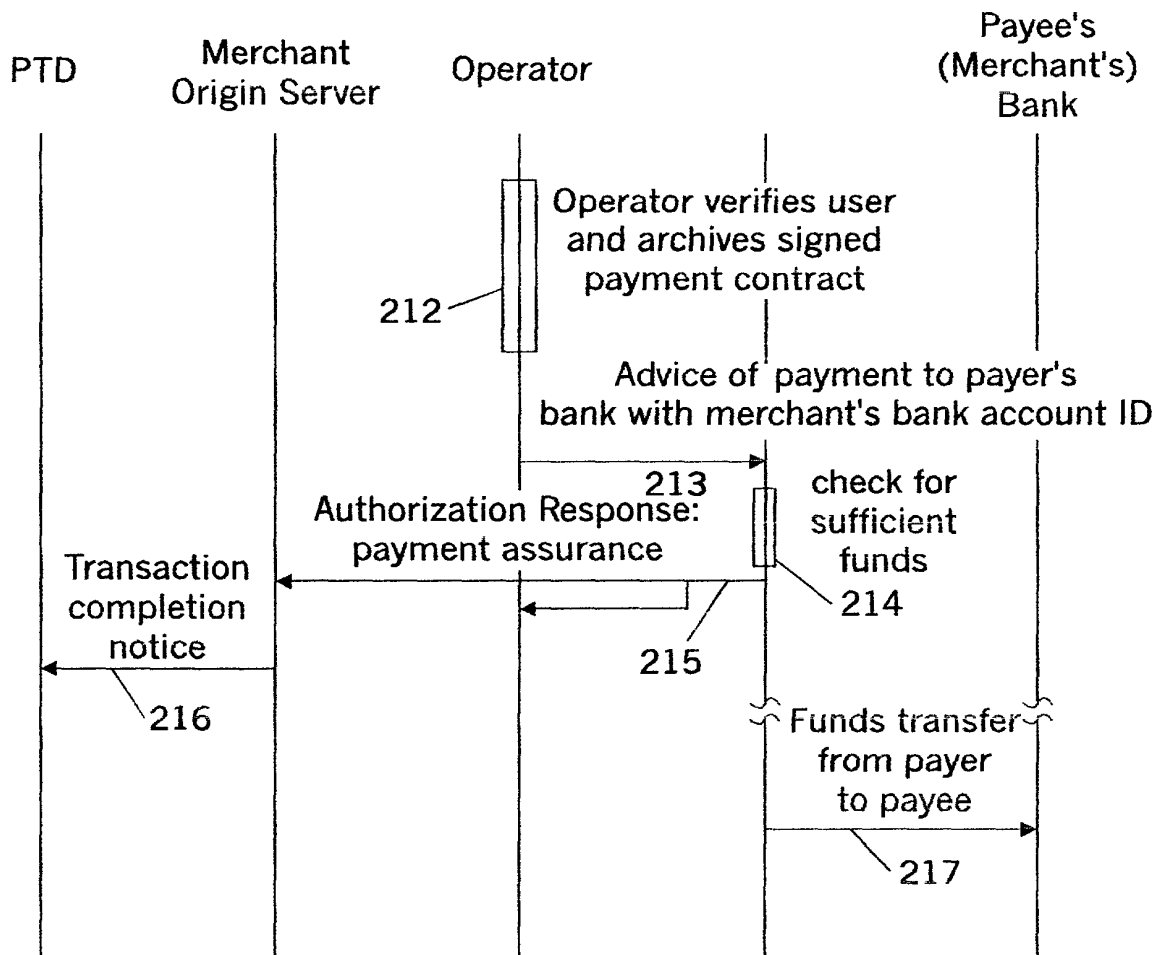 PTD
Merchant
Origin Server
Operator
Payee's
(Merchant's)
Bank
Operator verifies user
and archives signed
payment contract
212
Advice of payment to payer's
bank with merchant's bank account ID
213
check for
sufficient
funds
214
Authorization Response:
payment assurance
215
Transaction
completion
notice
216
Funds transfer
from payer
to payee
217